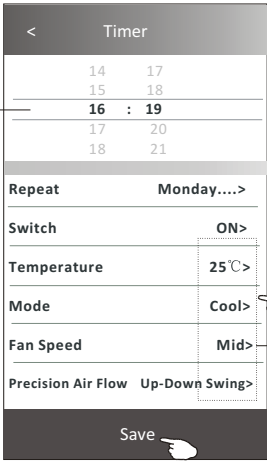 < Timer
14 17
15 18
16 : 19
17 20
18 21
Repeat Monday....>
Switch ON>
Temperature 25℃>
Mode Cool>
Fan Speed Mid>
Precision Air Flow Up-Down Swing>
Save